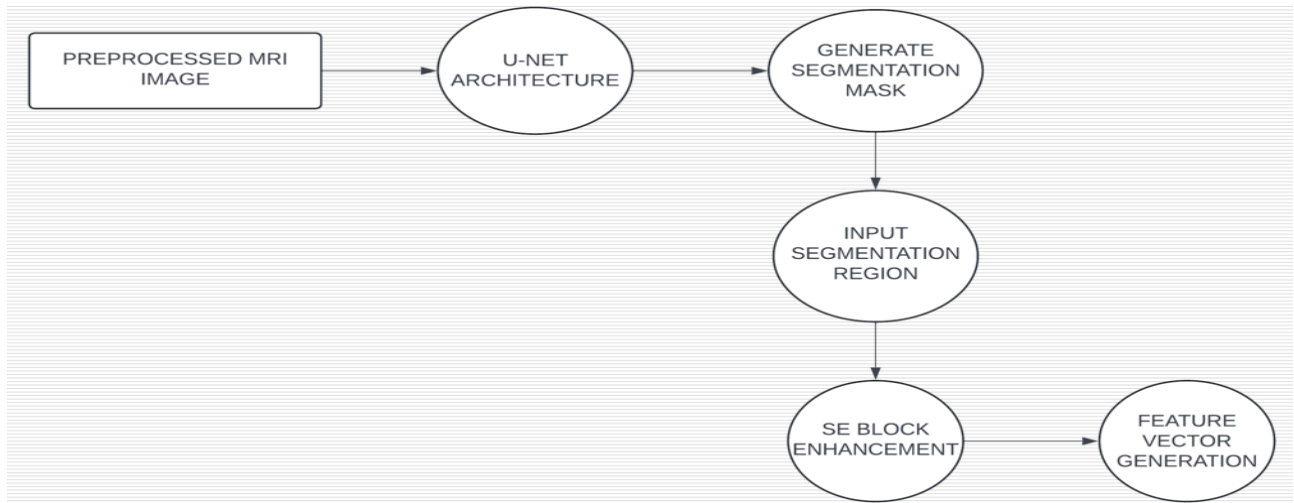 PREPROCESSED MRI
IMAGE
U-NET
ARCHITECTURE
GENERATE
SEGMENTATION
MASK
INPUT
SEGMENTATION
REGION
SE BLOCK
ENHANCEMENT
FEATURE
VECTOR
GENERATION